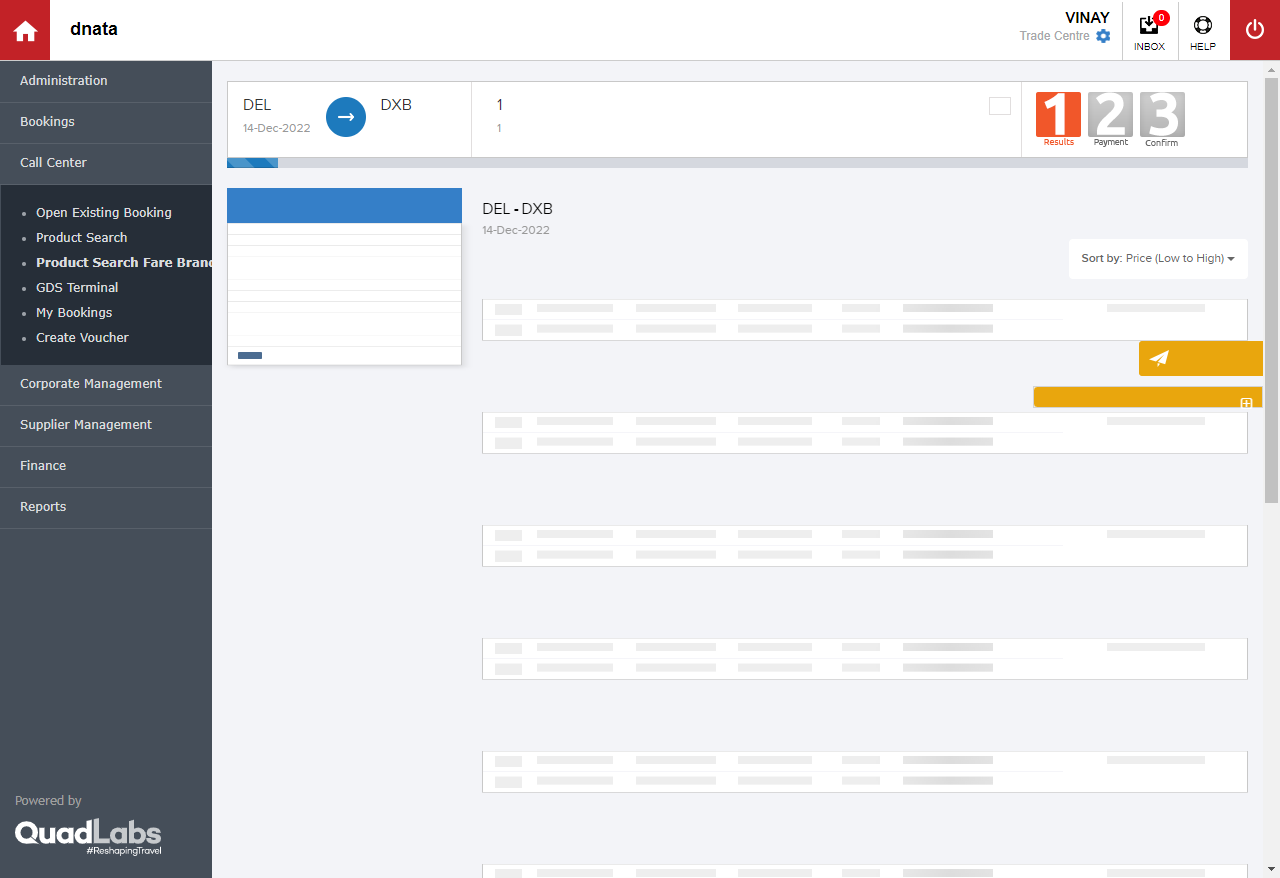 dnata
VINAY
Trade Centre
0
INBOX
HELP
Administration
Bookings
Call Center
Open Existing Booking
Product Search
Product Search Fare Brand
GDS Terminal
My Bookings
Create Voucher
Corporate Management
Supplier Management
Finance
Reports
Powered by
QuadLabs
#ReshapingTravel
DEL
14-Dec-2022
DXB
1
1
1 2 3
Results Payment Confirm
DEL - DXB
14-Dec-2022
Sort by: Price (Low to High)